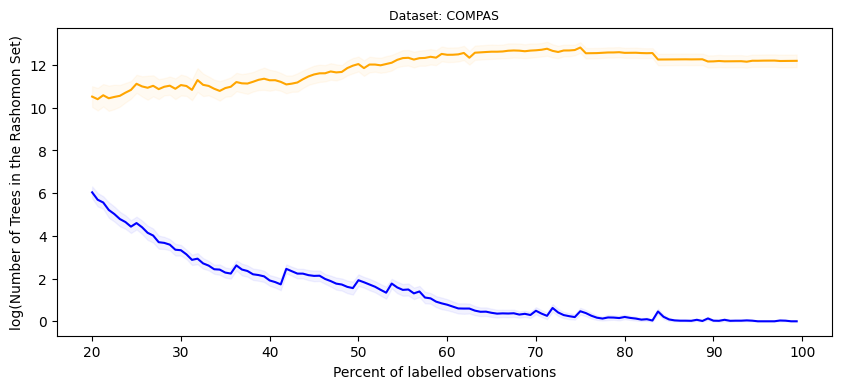 Dataset: COMPAS
log(Number of Trees in the Rashomon Set)
12
10
8
6
4
2
0
20 30 40 50 60 70 80 90 100
Percent of labelled observations